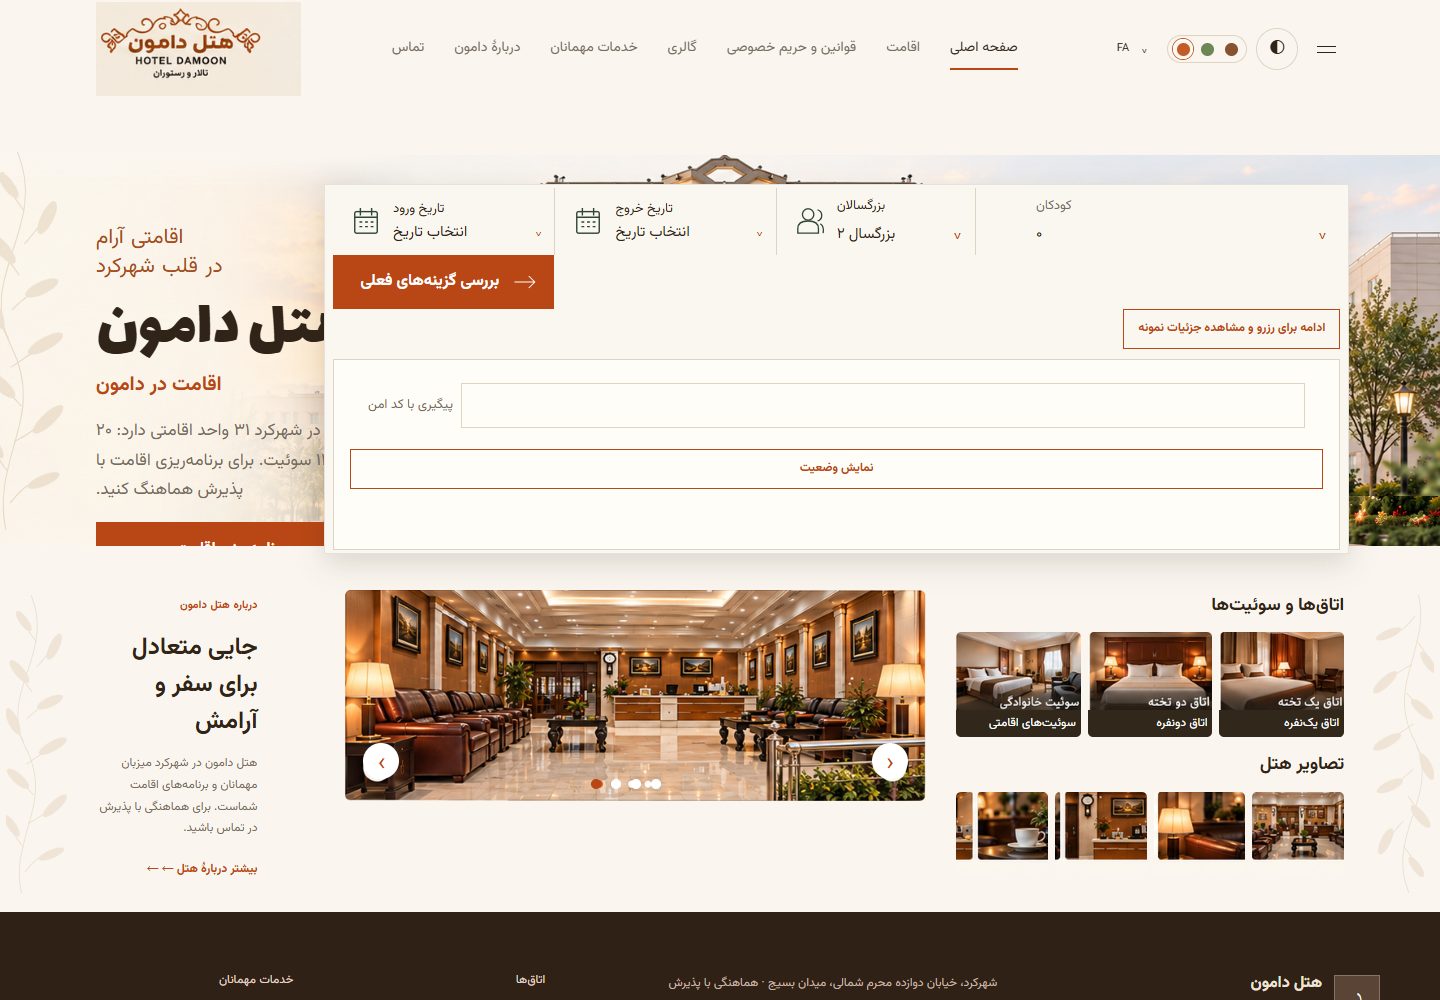 هتل دامون
HOTEL DAMOON
تالار و رستوران
صفحه اصلی
اقامت
قوانین و حریم خصوصی
گالری
خدمات مهمانان
دربارهٔ دامون
تماس
FA
اقامتی آرام
در قلب شهرکرد
هتل دامون
اقامت در دامون
در شهرکرد ۳۱ واحد اقامتی دارد: ۲۰
سوئیت. برای برنامه‌ریزی اقامت با
پذیرش هماهنگ کنید.
تاریخ ورود
انتخاب تاریخ
تاریخ خروج
انتخاب تاریخ
بزرگسالان
۲ بزرگسال
کودکان
۰
بررسی گزینه‌های فعلی
ادامه برای رزرو و مشاهده جزئیات نمونه
پیگیری با کد امن
نمایش وضعیت
اتاق‌ها و سوئیت‌ها
اتاق یک تخته
اتاق یک‌نفره
اتاق دو تخته
اتاق دونفره
سوئیت خانوادگی
سوئیت‌های اقامتی
تصاویر هتل
درباره هتل دامون
جایی متعادل
برای سفر و
آرامش
هتل دامون در شهرکرد میزبان
مهمانان و برنامه‌های اقامت
شماست. برای هماهنگی با پذیرش
در تماس باشید.
بیشتر دربارهٔ هتل ← ←
هتل دامون
شهرکرد، خیابان دوازده محرم شمالی، میدان بسیج · هماهنگی با پذیرش
اتاق‌ها
خدمات مهمانان